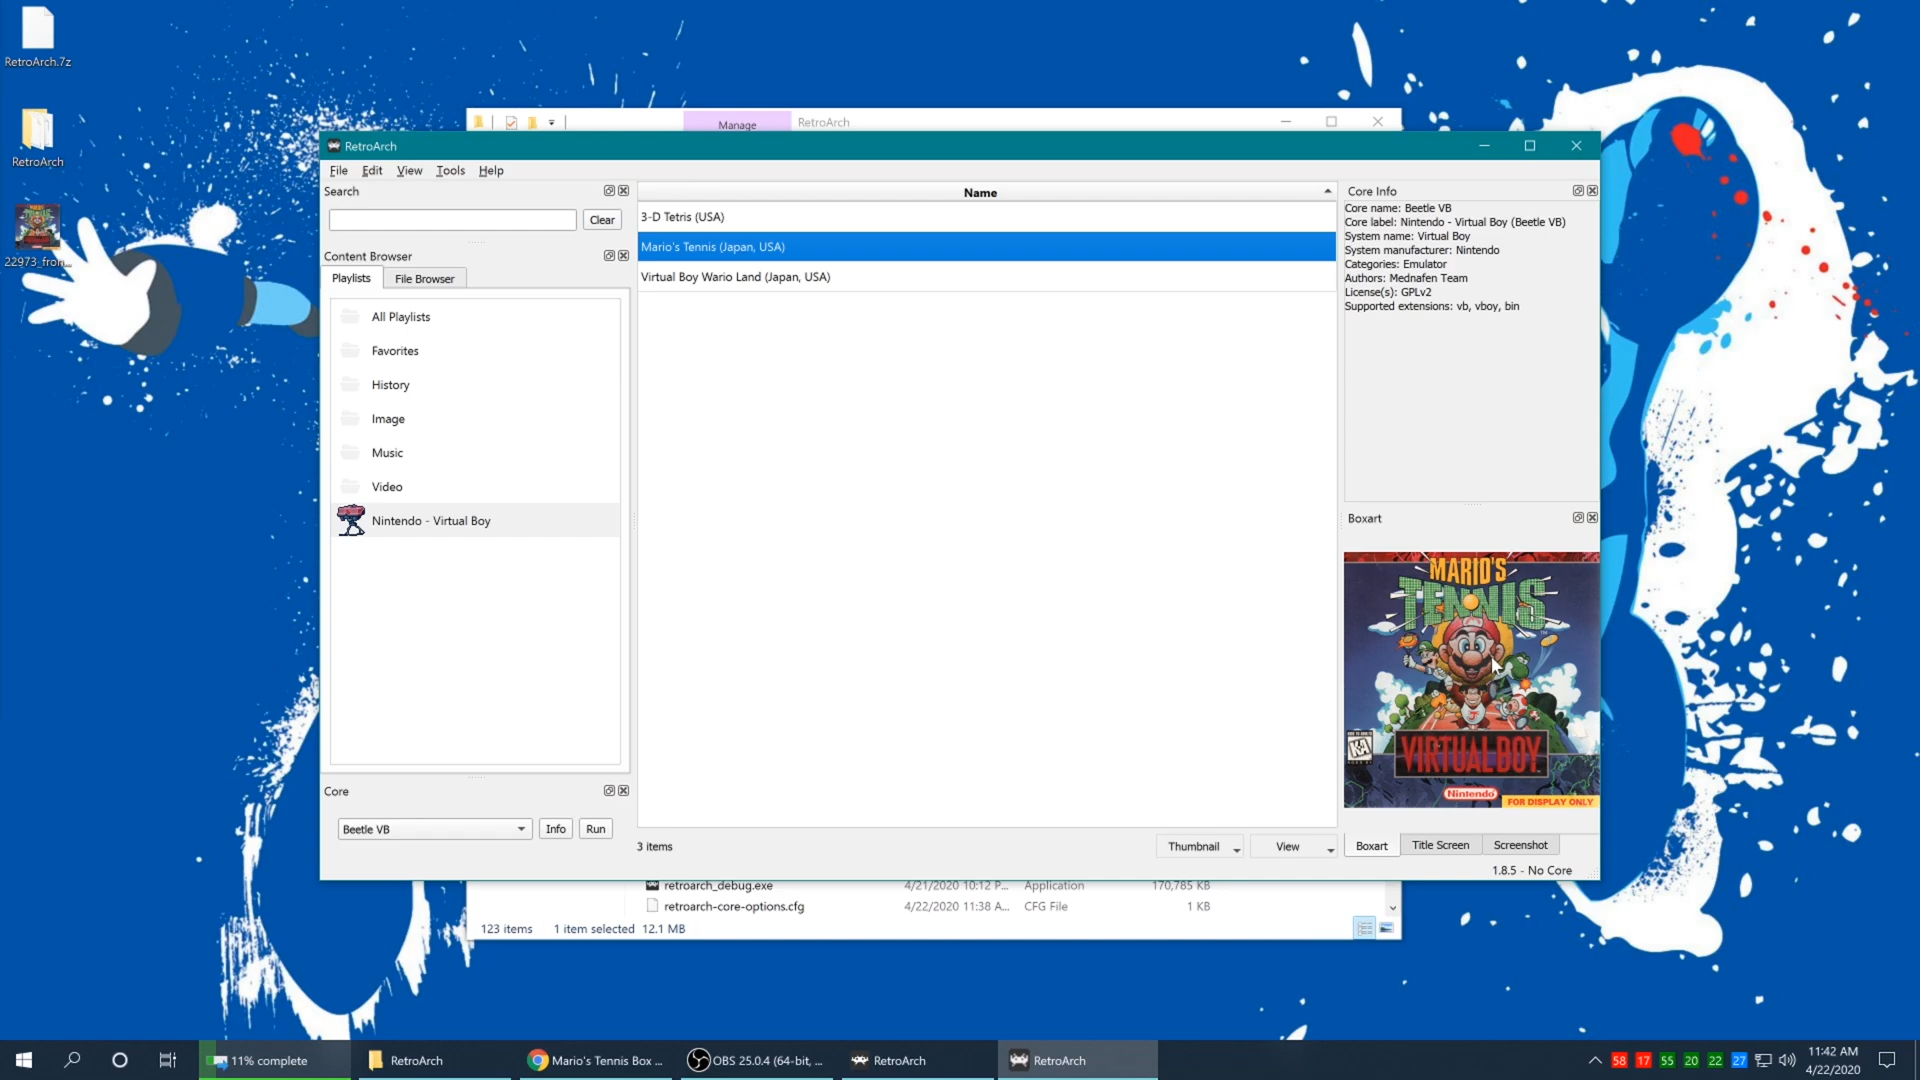 RetroArch.7z
RetroArch
22973_fron...
Manage
RetroArch
RetroArch
File Edit View Tools Help
Search
Clear
Content Browser
Playlists
File Browser
All Playlists
Favorites
History
Image
Music
Video
Nintendo - Virtual Boy
Core
Beetle VB
Info
Run
Name
3-D Tetris (USA)
Mario's Tennis (Japan, USA)
Virtual Boy Wario Land (Japan, USA)
3 items
Thumbnail
View
Core Info
Core name: Beetle VB
Core label: Nintendo - Virtual Boy (Beetle VB)
System name: Virtual Boy
System manufacturer: Nintendo
Categories: Emulator
Authors: Mednafen Team
License(s): GPLv2
Supported extensions: vb, vboy, bin
Boxart
MARIO'S
TENNIS
K-A
VIRTUAL BOY
Nintendo
FOR DISPLAY ONLY
Boxart
Title Screen
Screenshot
1.8.5 - No Core
retroarch_debug.exe 4/21/2020 10:12 P... Application 170,785 KB
retroarch-core-options.cfg 4/22/2020 11:38 A... CFG File 1 KB
123 items 1 item selected 12.1 MB
11% complete
RetroArch
Mario's Tennis Box ...
OBS 25.0.4 (64-bit, ...
RetroArch
RetroArch
58 17 55 20 22 27
11:42 AM
4/22/2020